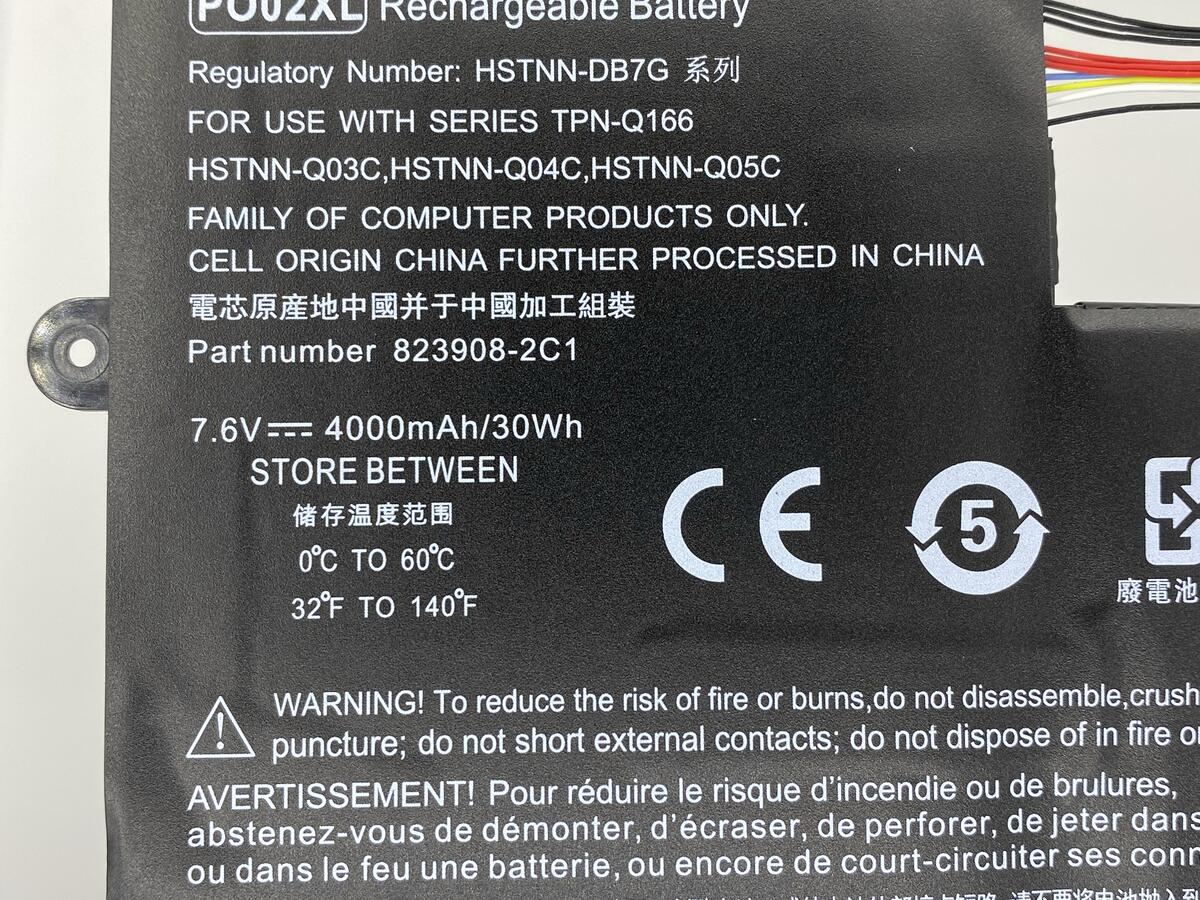 PO02XL Rechargeable Battery
Regulatory Number: HSTNN-DB7G 系列
FOR USE WITH SERIES TPN-Q166
HSTNN-Q03C,HSTNN-Q04C,HSTNN-Q05C
FAMILY OF COMPUTER PRODUCTS ONLY.
CELL ORIGIN CHINA FURTHER PROCESSED IN CHINA
電芯原産地中國并于中國加工組裝
Part number 823908-2C1
7.6V 4000mAh/30Wh
STORE BETWEEN
储存温度范围
0°C TO 60°C
32°F TO 140°F
CE
5
廢電池
WARNING! To reduce the risk of fire or burns,do not disassemble,crush
puncture; do not short external contacts; do not dispose of in fire or
AVERTISSEMENT! Pour réduire le risque d'incendie ou de brulures,
abstenez-vous de démonter, d'écraser, de perforer, de jeter dans
ou dans le feu une batterie, ou encore de court-circuiter ses conn